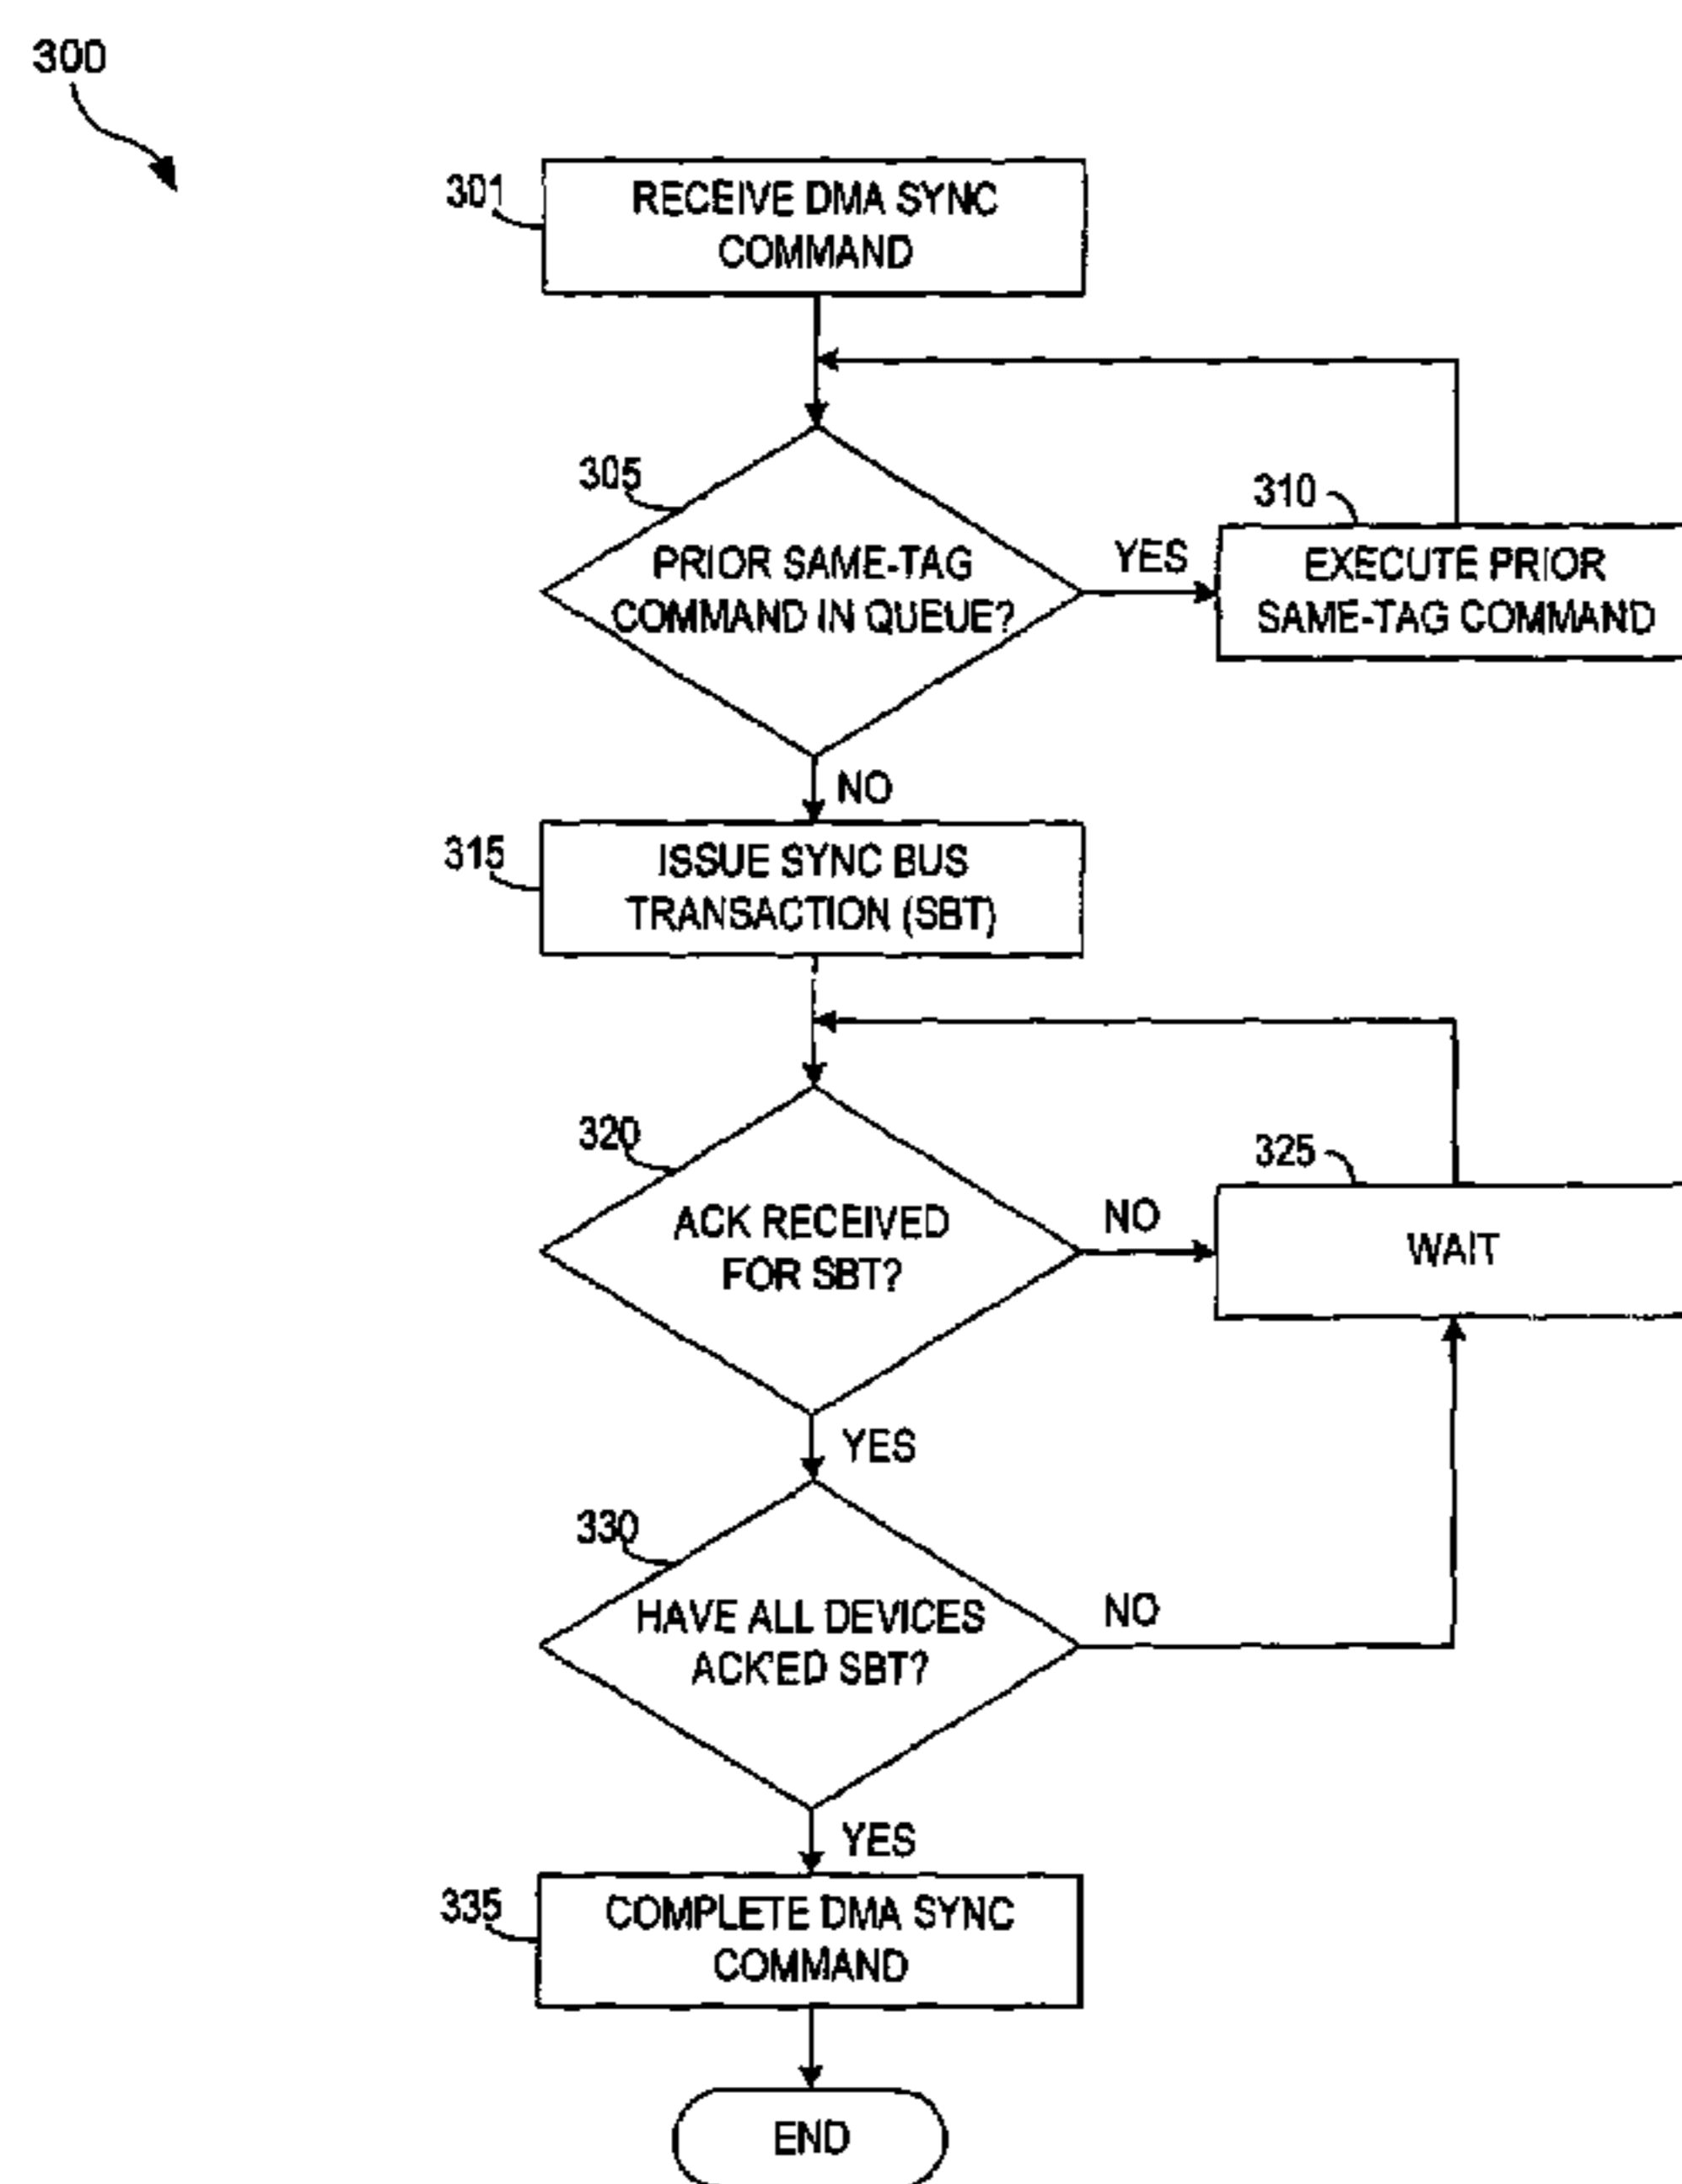 300
301
RECEIVE DMA SYNC
COMMAND
305
PRIOR SAME-TAG
COMMAND IN QUEUE?
YES
310
EXECUTE PRIOR
SAME-TAG COMMAND
NO
315
ISSUE SYNC BUS
TRANSACTION (SBT)
320
ACK RECEIVED
FOR SBT?
NO
325
WAIT
YES
330
HAVE ALL DEVICES
ACK'ED SBT?
NO
YES
335
COMPLETE DMA SYNC
COMMAND
END